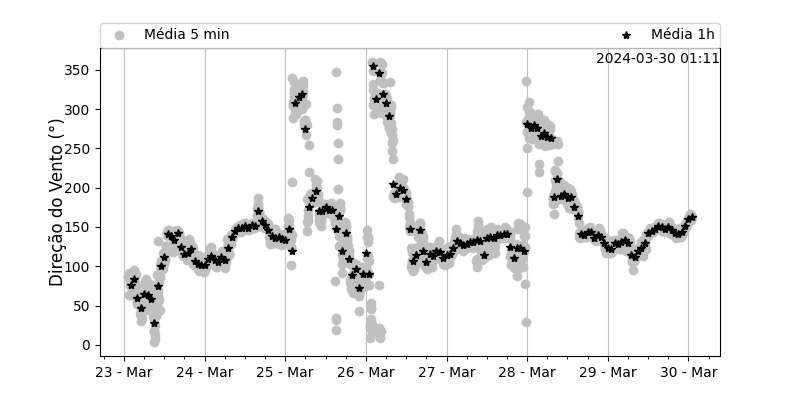 Média 5 min
Média 1h
2024-03-30 01:11
Direção do Vento (°)
350
300
250
200
150
100
50
0
23 - Mar
24 - Mar
25 - Mar
26 - Mar
27 - Mar
28 - Mar
29 - Mar
30 - Mar